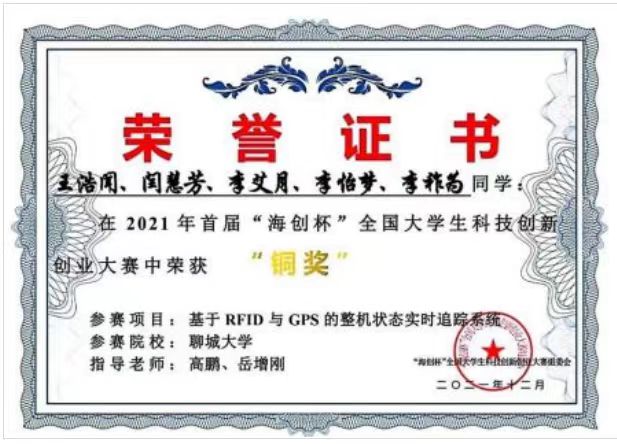 荣誉证书
王浩闻、闫慧芳、李艾月、李怡梦、李祚为同学：
在 2021 年首届“海创杯”全国大学生科技创新
创业大赛中荣获 “铜奖”
参赛项目：基于 RFID 与 GPS 的整机状态实时追踪系统
参赛院校：聊城大学
指导老师：高鹏、岳增刚
“海创杯”全国大学生科技创新创业大赛组委会
二〇二一年十二月